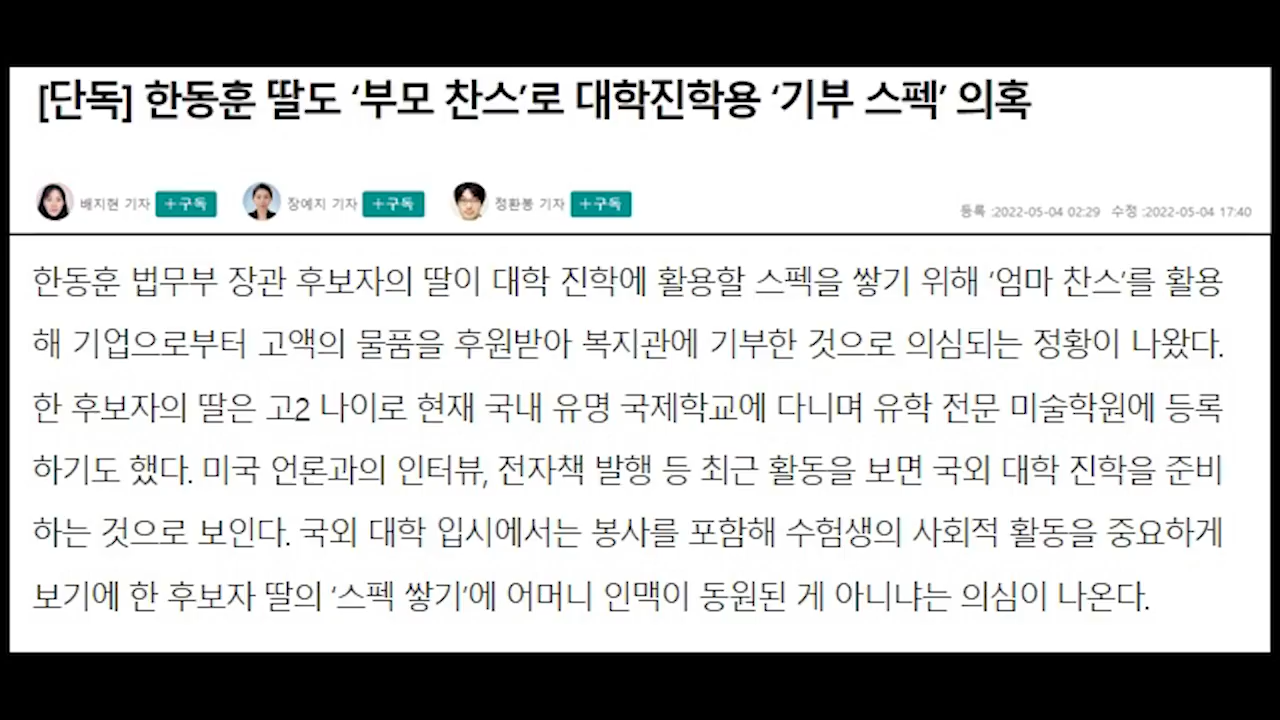 [단독] 한동훈 딸도 ‘부모 찬스’로 대학진학용 ‘기부 스펙’ 의혹
배지현 기자 +구독 장예지 기자 +구독 정환봉 기자 +구독 등록 :2022-05-04 02:29 수정 :2022-05-04 17:40
한동훈 법무부 장관 후보자의 딸이 대학 진학에 활용할 스펙을 쌓기 위해 ‘엄마 찬스’를 활용
해 기업으로부터 고액의 물품을 후원받아 복지관에 기부한 것으로 의심되는 정황이 나왔다.
한 후보자의 딸은 고2 나이로 현재 국내 유명 국제학교에 다니며 유학 전문 미술학원에 등록
하기도 했다. 미국 언론과의 인터뷰, 전자책 발행 등 최근 활동을 보면 국외 대학 진학을 준비
하는 것으로 보인다. 국외 대학 입시에서는 봉사를 포함해 수험생의 사회적 활동을 중요하게
보기에 한 후보자 딸의 ‘스펙 쌓기’에 어머니 인맥이 동원된 게 아니냐는 의심이 나온다.